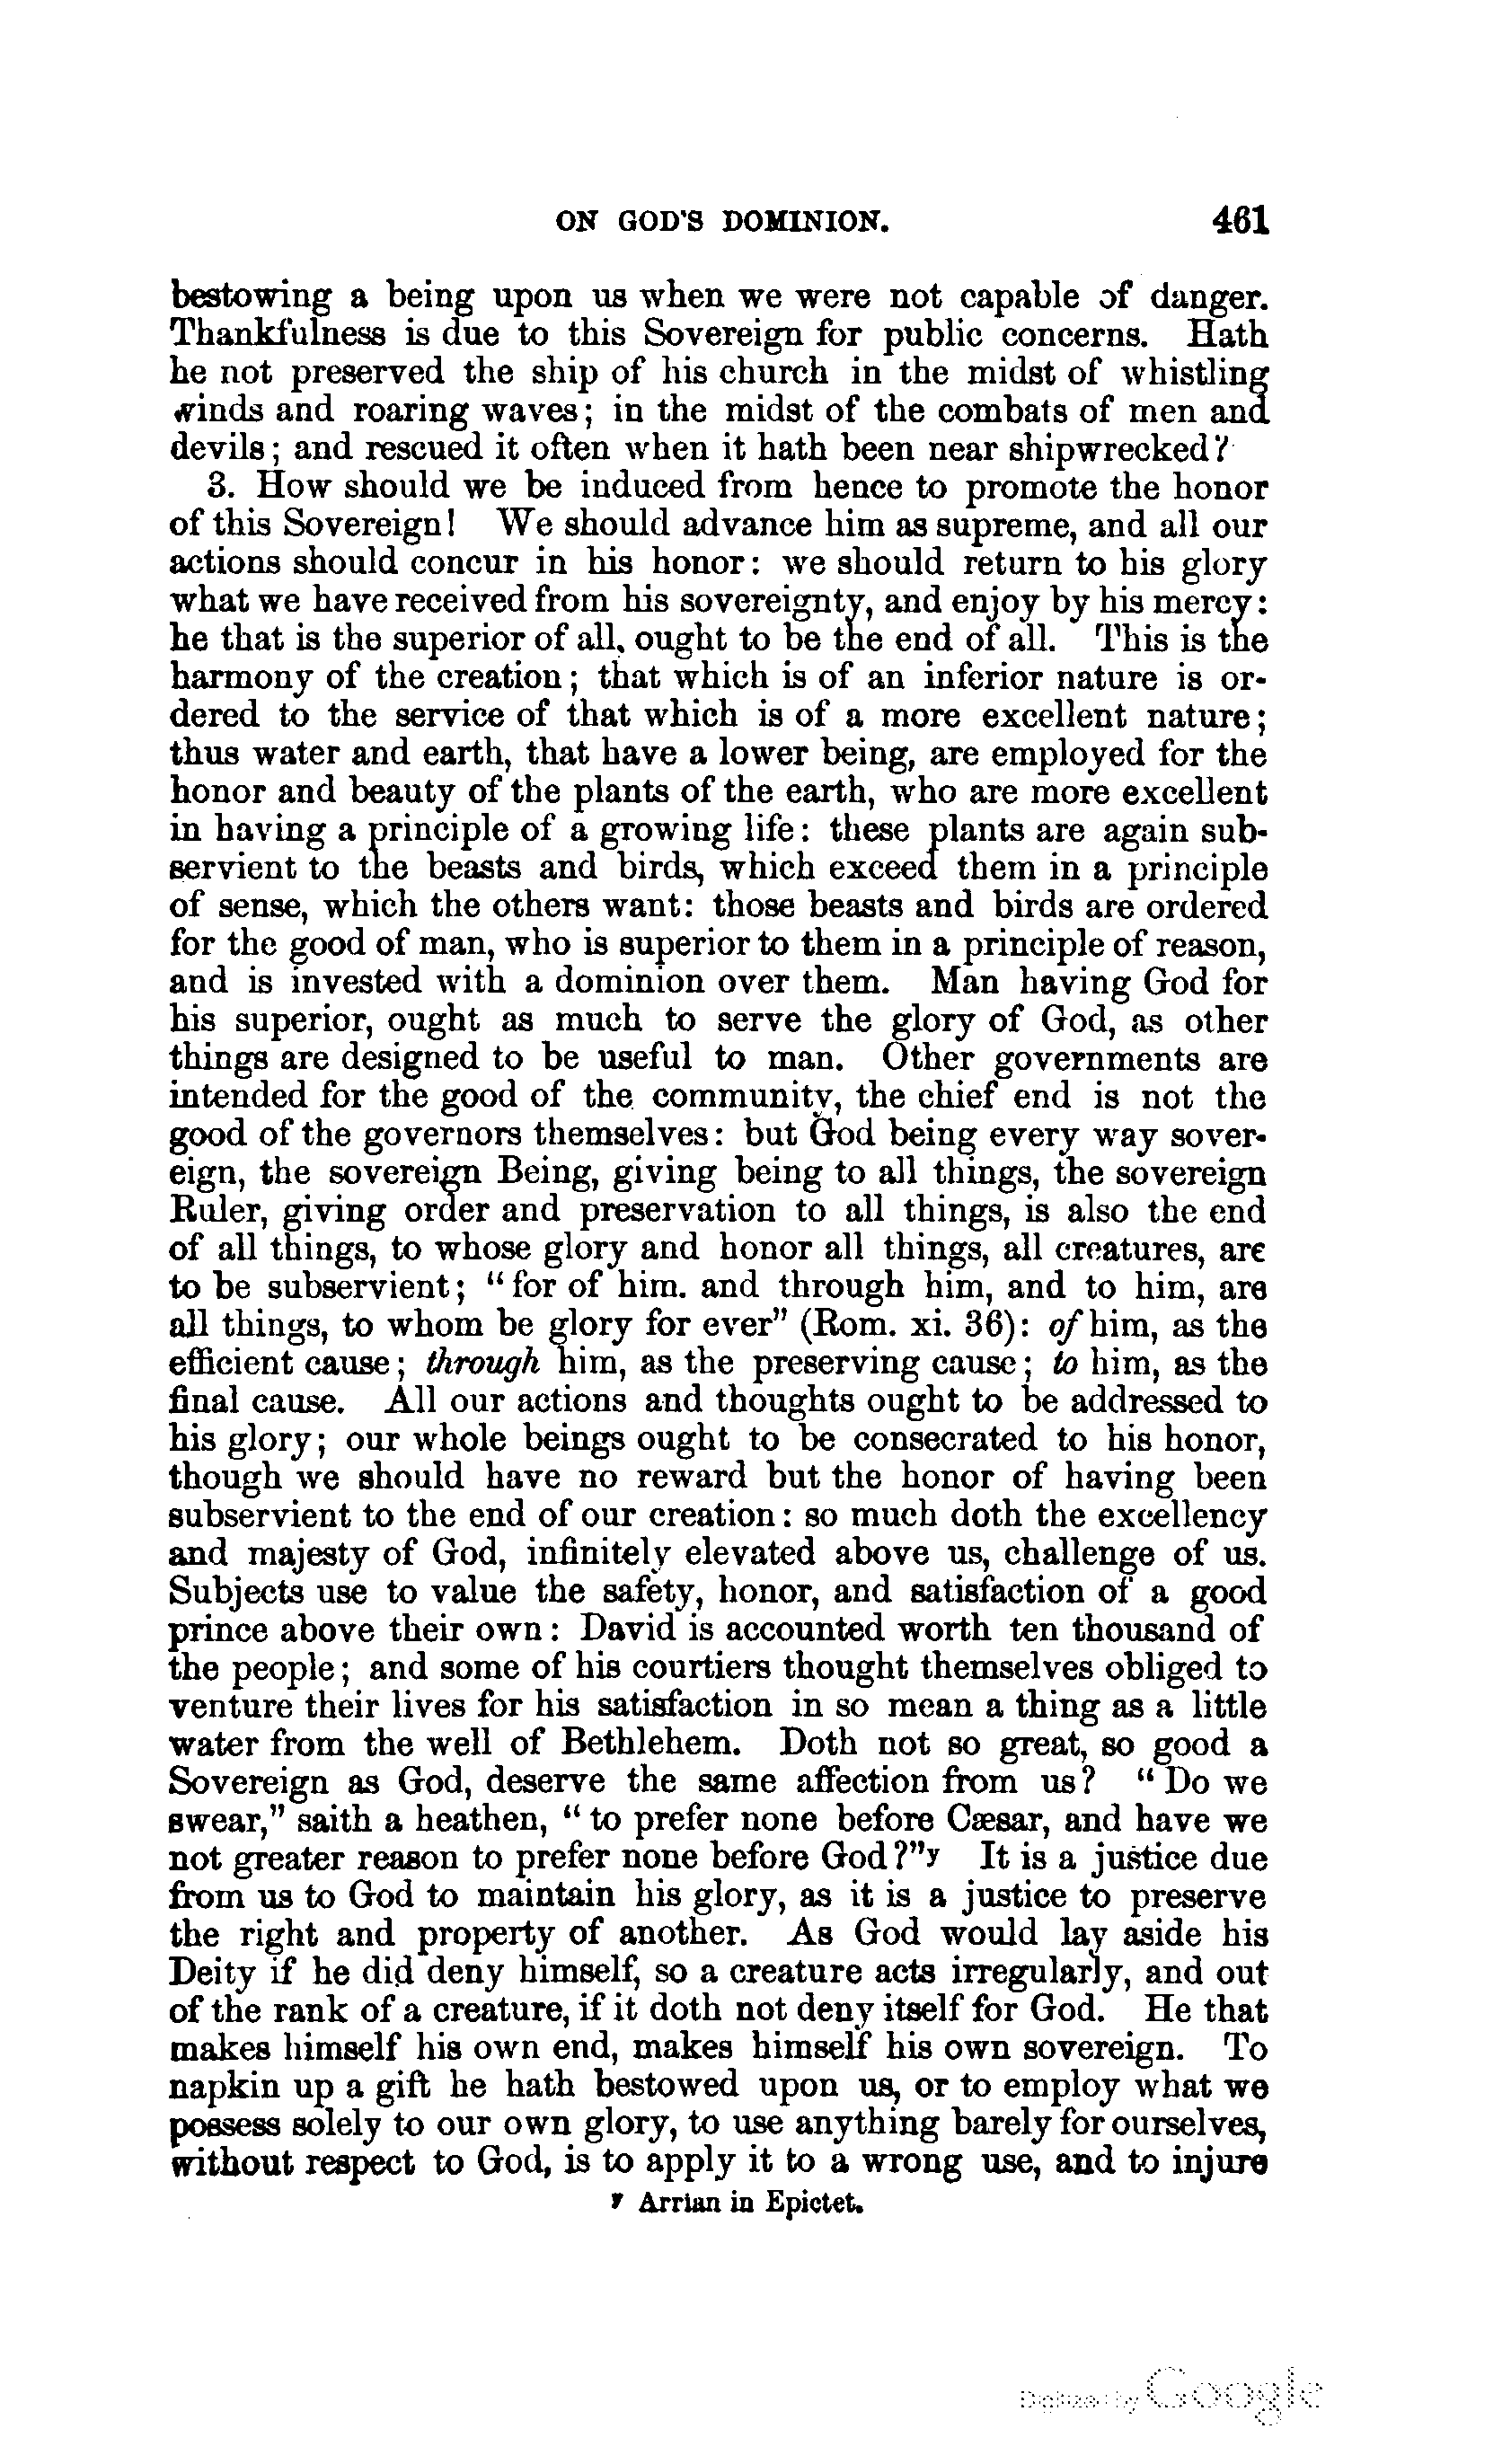 ON GOD'S DOMINION. 461
bestowing a being upon us when we were not capable of danger.
Thankfulness is due to this Sovereign for public concerns. Hath
he not preserved the ship of his church in the midst of whistling
winds and roaring waves; in the midst of the combats of men and
devils; and rescued it often when it hath been near shipwrecked?
3. How should we be induced from hence to promote the honor
of this Sovereign! We should advance him as supreme, and all our
actions should concur in his honor: we should return to his glory
what we have received from his sovereignty, and enjoy by his mercy:
he that is the superior of all, ought to be the end of all. This is the
harmony of the creation; that which is of an inferior nature is or-
dered to the service of that which is of a more excellent nature;
thus water and earth, that have a lower being, are employed for the
honor and beauty of the plants of the earth, who are more excellent
in having a principle of a growing life: these plants are again sub-
servient to the beasts and birds, which exceed them in a principle
of sense, which the others want: those beasts and birds are ordered
for the good of man, who is superior to them in a principle of reason,
and is invested with a dominion over them. Man having God for
his superior, ought as much to serve the glory of God, as other
things are designed to be useful to man. Other governments are
intended for the good of the community, the chief end is not the
good of the governors themselves: but God being every way sover-
eign, the sovereign Being, giving being to all things, the sovereign
Ruler, giving order and preservation to all things, is also the end
of all things, to whose glory and honor all things, all creatures, are
to be subservient; "for of him. and through him, and to him, are
all things, to whom be glory for ever" (Rom. xi. 36): of him, as the
efficient cause; through him, as the preserving cause; to him, as the
final cause. All our actions and thoughts ought to be addressed to
his glory; our whole beings ought to be consecrated to his honor,
though we should have no reward but the honor of having been
subservient to the end of our creation: so much doth the excellency
and majesty of God, infinitely elevated above us, challenge of us.
Subjects use to value the safety, honor, and satisfaction of a good
prince above their own: David is accounted worth ten thousand of
the people; and some of his courtiers thought themselves obliged to
venture their lives for his satisfaction in so mean a thing as a little
water from the well of Bethlehem. Doth not so great, so good a
Sovereign as God, deserve the same affection from us? "Do we
swear," saith a heathen, "to prefer none before Cæsar, and have we
not greater reason to prefer none before God?"y It is a justice due
from us to God to maintain his glory, as it is a justice to preserve
the right and property of another. As God would lay aside his
Deity if he did deny himself, so a creature acts irregularly, and out
of the rank of a creature, if it doth not deny itself for God. He that
makes himself his own end, makes himself his own sovereign. To
napkin up a gift he hath bestowed upon us, or to employ what we
possess solely to our own glory, to use anything barely for ourselves,
without respect to God, is to apply it to a wrong use, and to injure
y Arrian in Epictet.
Digitized by Google